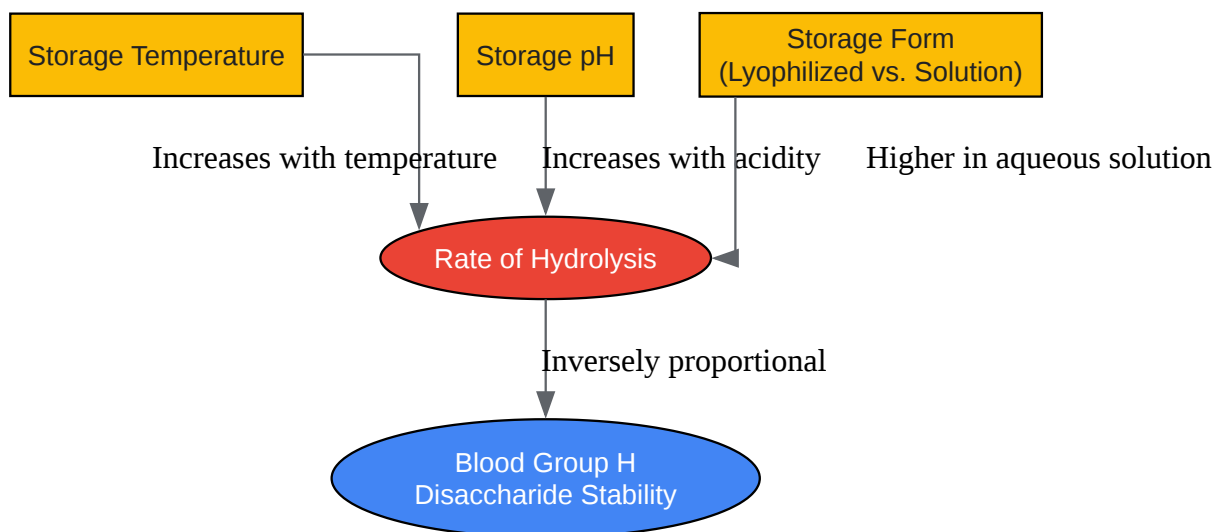 Storage Temperature
Storage pH
Storage Form
(Lyophilized vs. Solution)
Increases with temperature
Increases with acidity
Higher in aqueous solution
Rate of Hydrolysis
Inversely proportional
Blood Group H
Disaccharide Stability